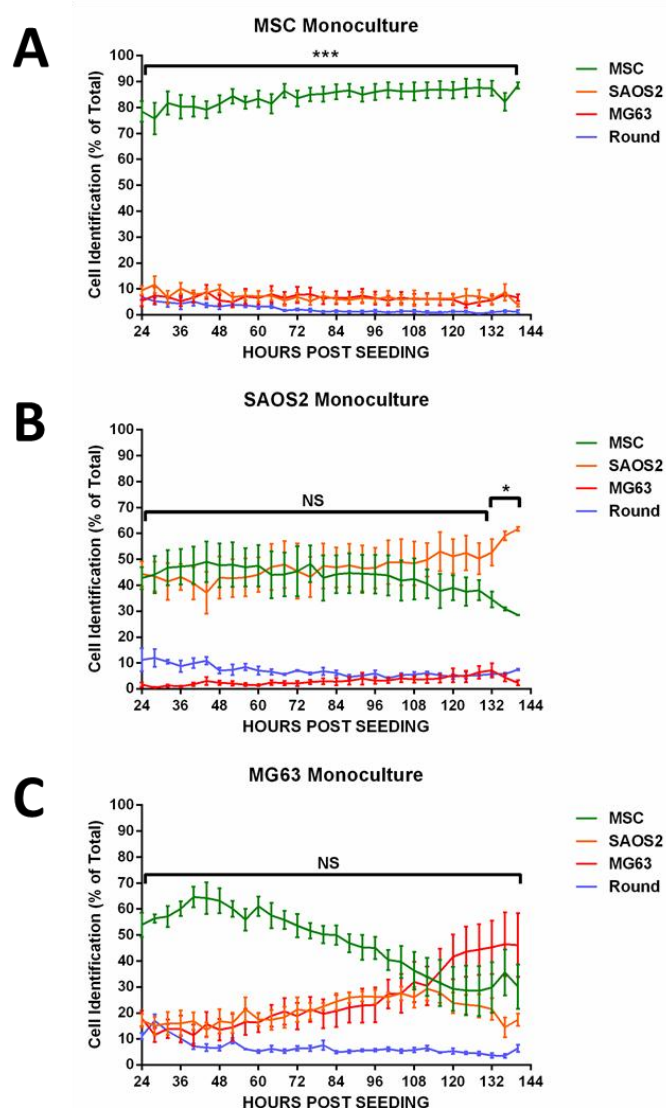 A
MSC Monoculture
***
Cell Identification (% of Total)
100
90
80
70
60
50
40
30
20
10
0
24 36 48 60 72 84 96 108 120 132 144
HOURS POST SEEDING
MSC
SAOS2
MG63
Round
B
SAOS2 Monoculture
NS
*
Cell Identification (% of Total)
100
90
80
70
60
50
40
30
20
10
0
24 36 48 60 72 84 96 108 120 132 144
HOURS POST SEEDING
MSC
SAOS2
MG63
Round
C
MG63 Monoculture
NS
Cell Identification (% of Total)
100
90
80
70
60
50
40
30
20
10
0
24 36 48 60 72 84 96 108 120 132 144
HOURS POST SEEDING
MSC
SAOS2
MG63
Round